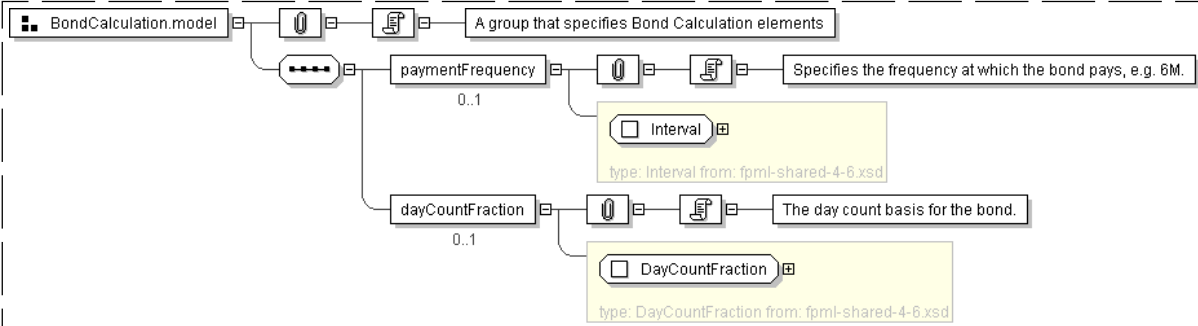 BondCalculation.model
A group that specifies Bond Calculation elements
paymentFrequency
Specifies the frequency at which the bond pays, e.g. 6M.
0..1
Interval
type: Interval from: fpml-shared-4-6.xsd
dayCountFraction
The day count basis for the bond.
0..1
DayCountFraction
type: DayCountFraction from: fpml-shared-4-6.xsd